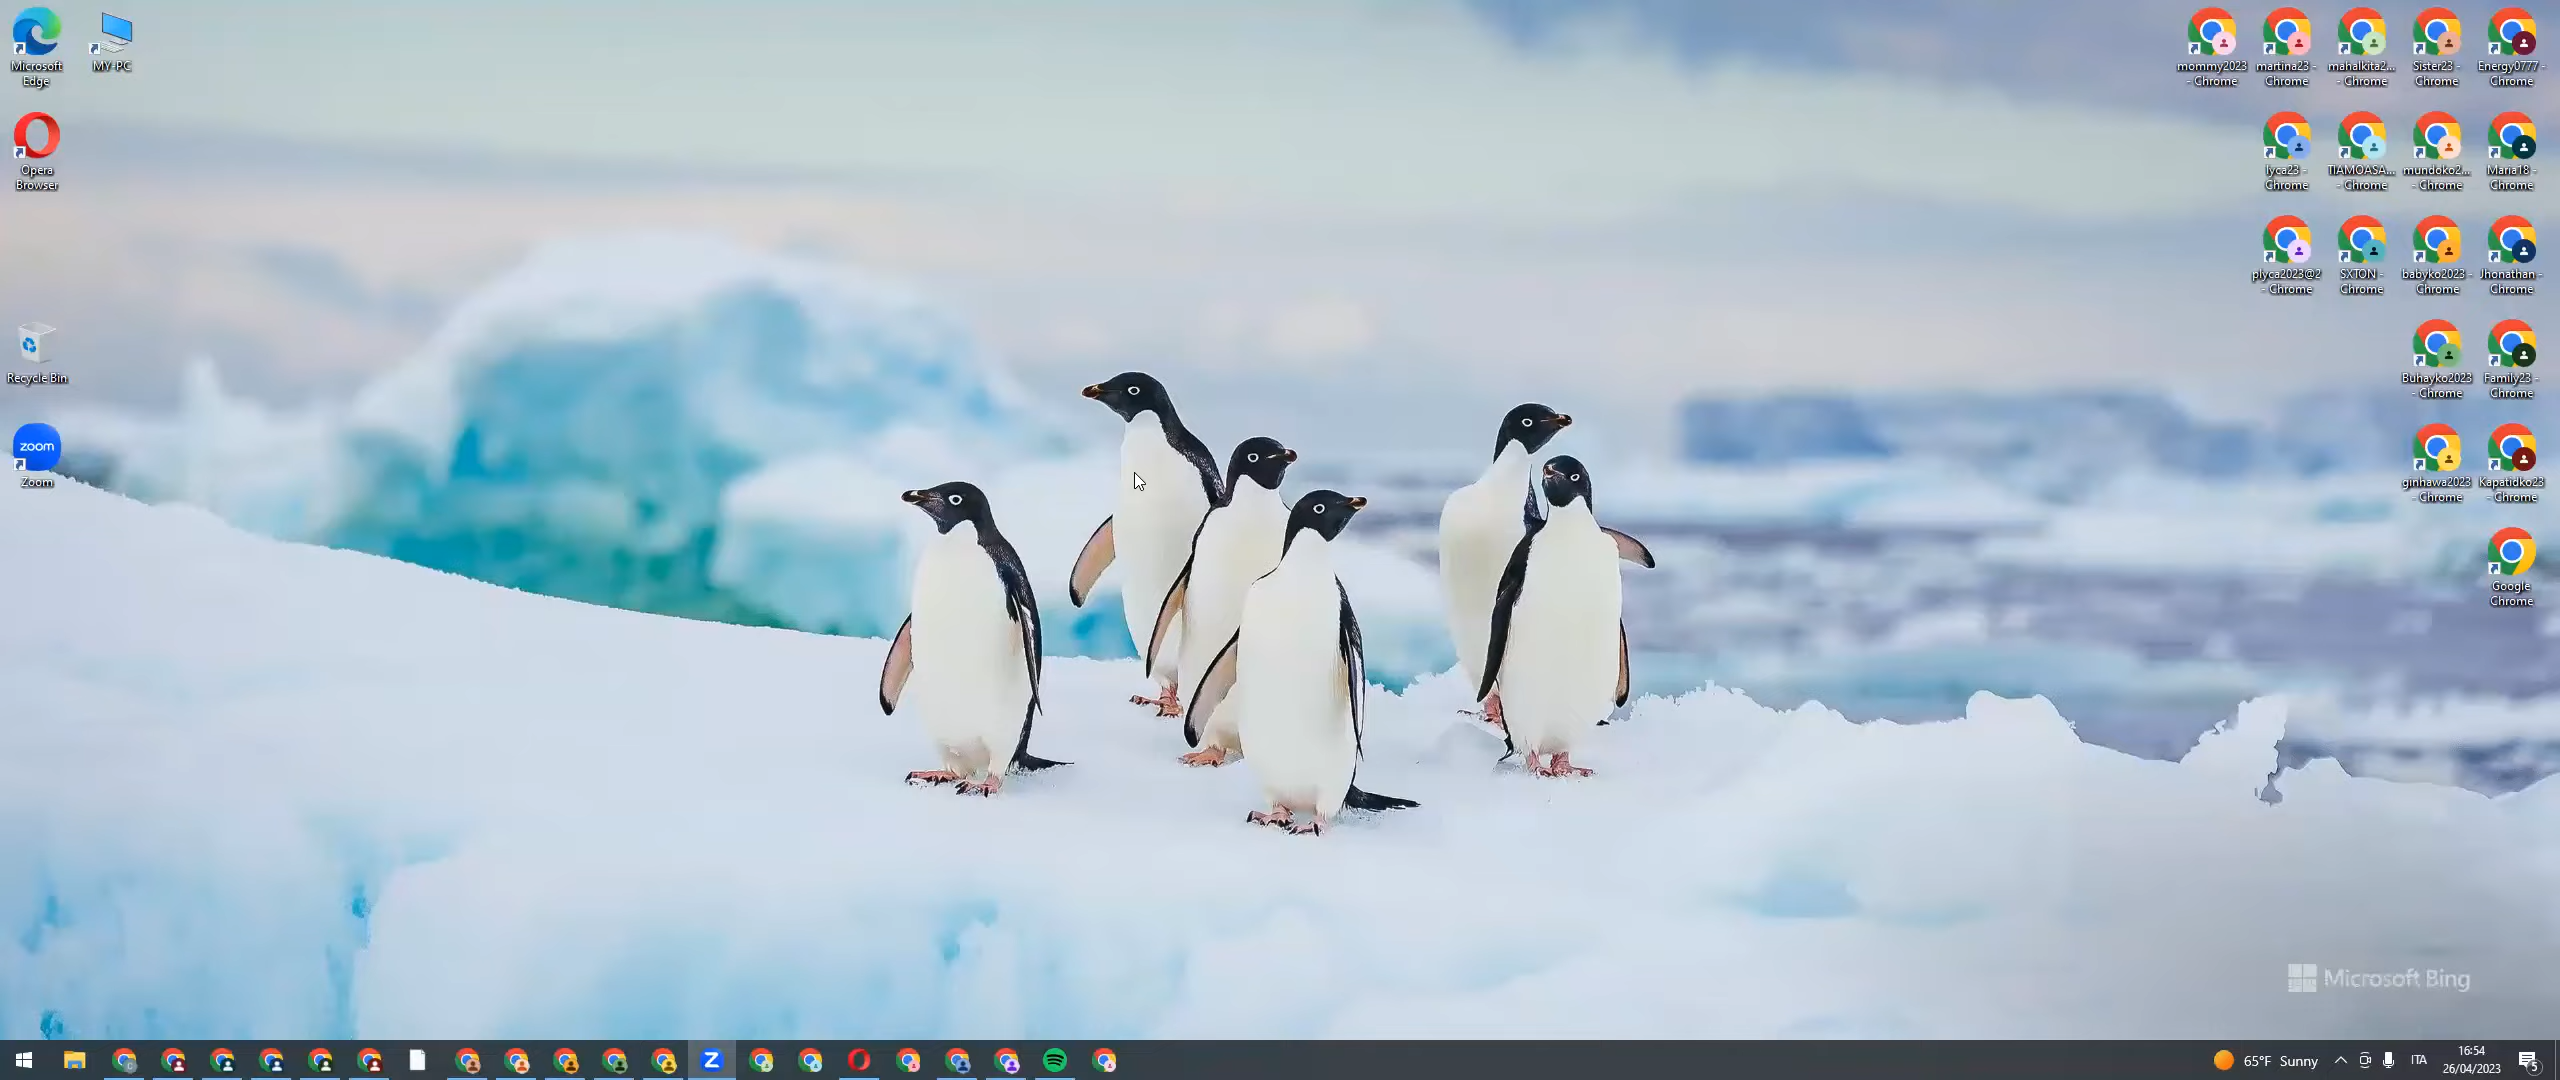 Microsoft
Edge
MY-PC
Opera
Browser
Recycle Bin
zoom
Zoom
mommy2023
- Chrome
martina23 -
Chrome
mahalkita2...
- Chrome
Sister23 -
Chrome
Energy0777 -
Chrome
lyca23 -
Chrome
TIAMOASA...
- Chrome
mundoko2...
- Chrome
Maria18 -
Chrome
plyca2023@2
- Chrome
SXTON -
Chrome
babyko2023 -
Chrome
Jhonathan -
Chrome
Buhayko2023
- Chrome
Family23 -
Chrome
ginhawa2023
- Chrome
Kapatidko23
- Chrome
Google
Chrome
Microsoft Bing
65°F Sunny
ITA
16:54
26/04/2023
5